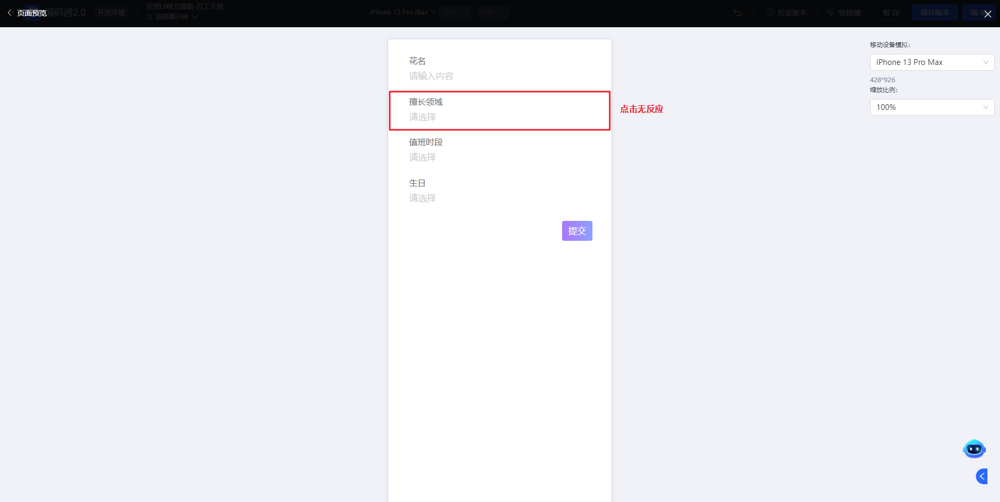 页面预览
编码通2.0
开发环境
应用UI样式模板-员工天地
选择器示例
iPhone 13 Pro Max
428
×
926
历史版本
快捷键
暂 存
保存版本
编
移动设备模拟：
iPhone 13 Pro Max
428*926
缩放比例：
100%
花名
请输入内容
擅长领域
请选择
点击无反应
值班时段
请选择
生日
请选择
提交